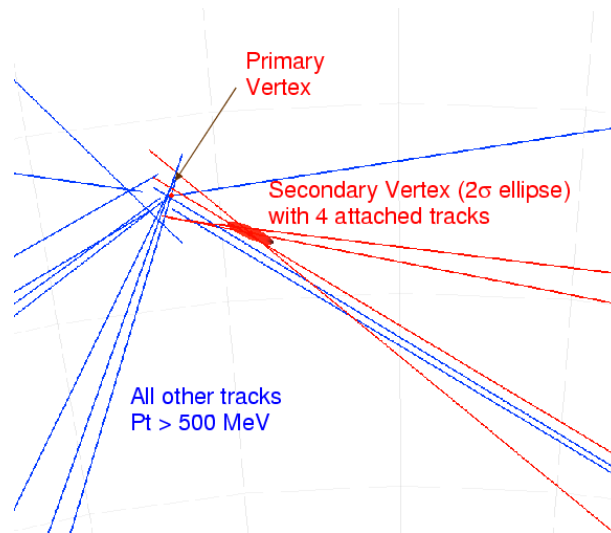 Primary
Vertex
Secondary Vertex (2σ ellipse)
with 4 attached tracks
All other tracks
Pt > 500 MeV